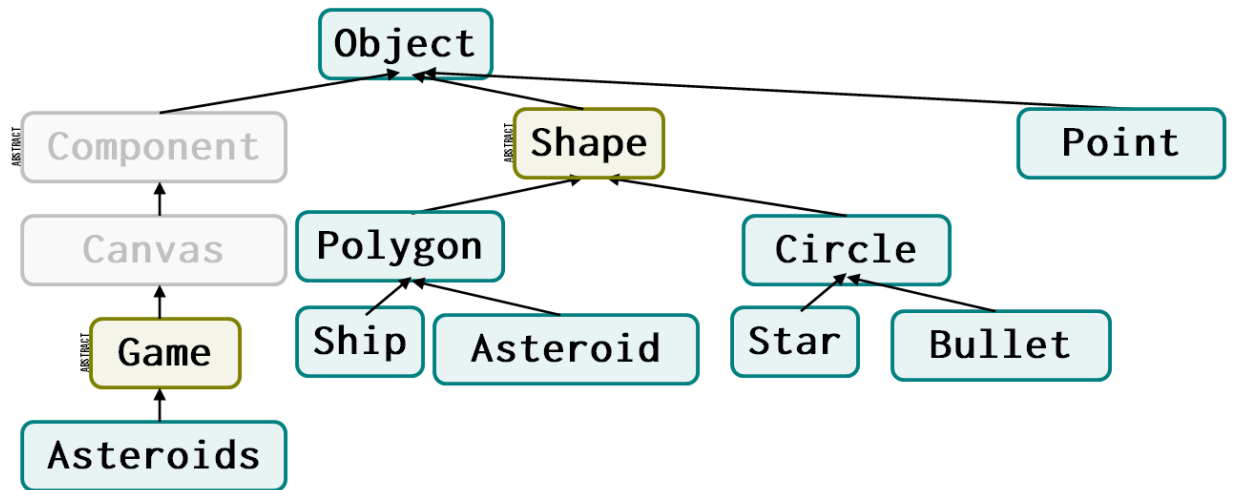 Object
ABSTRACT
Component
ABSTRACT
Shape
Point
Canvas
Polygon
Circle
ABSTRACT
Game
Ship
Asteroid
Star
Bullet
Asteroids